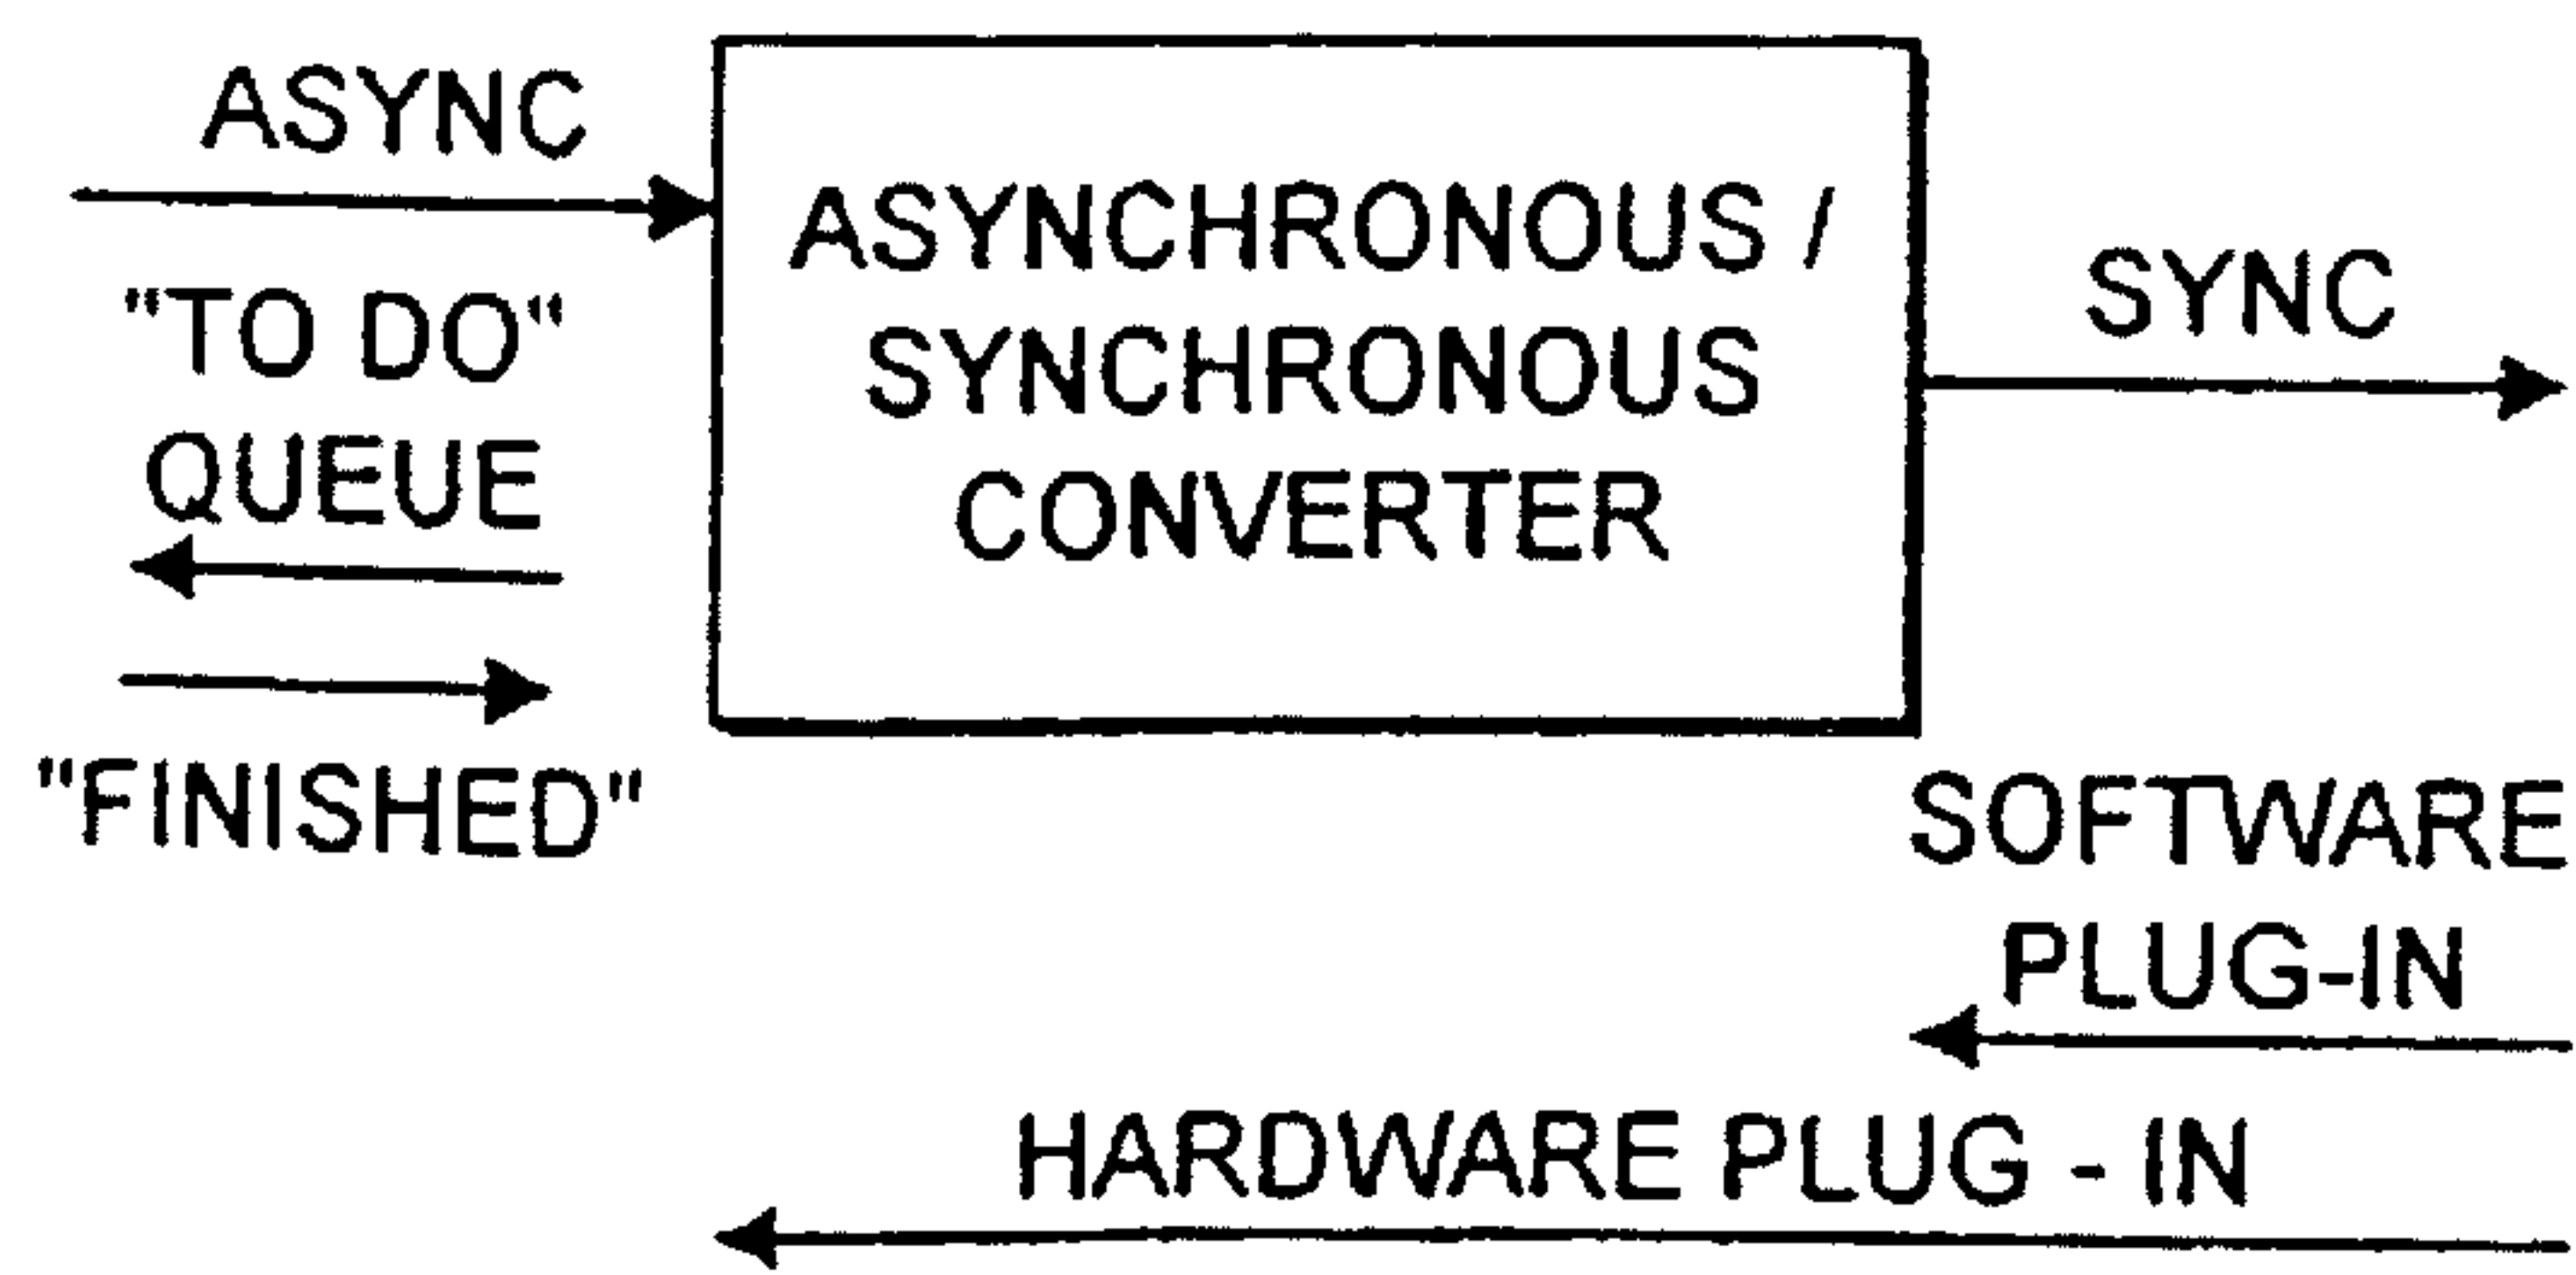 ASYNC
"TO DO"
QUEUE
"FINISHED"
ASYNCHRONOUS /
SYNCHRONOUS
CONVERTER
SYNC
SOFTWARE
PLUG-IN
HARDWARE PLUG - IN